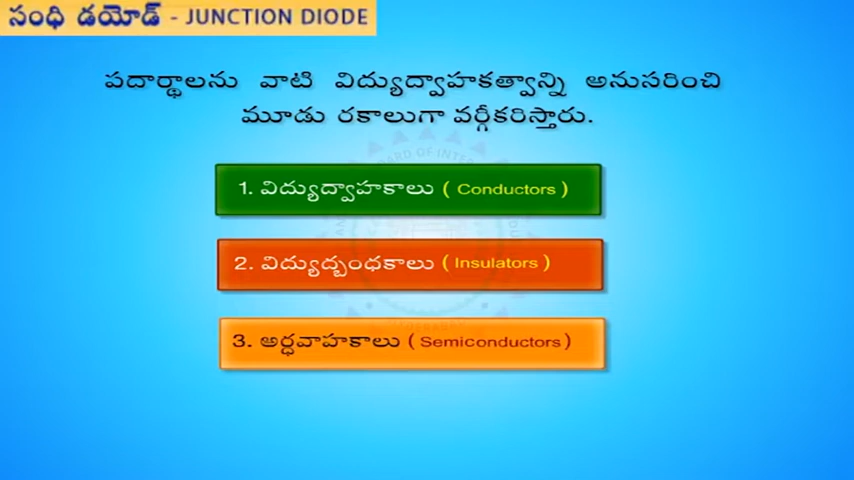 సంధి డయోడ్ - JUNCTION DIODE
పదార్థాలను వాటి విద్యుద్వాహకత్వాన్ని అనుసరించి
మూడు రకాలుగా వర్గీకరిస్తారు.
1. విద్యుద్వాహకాలు ( Conductors )
2. విద్యుద్బంధకాలు ( Insulators )
3. అర్ధవాహకాలు ( Semiconductors )